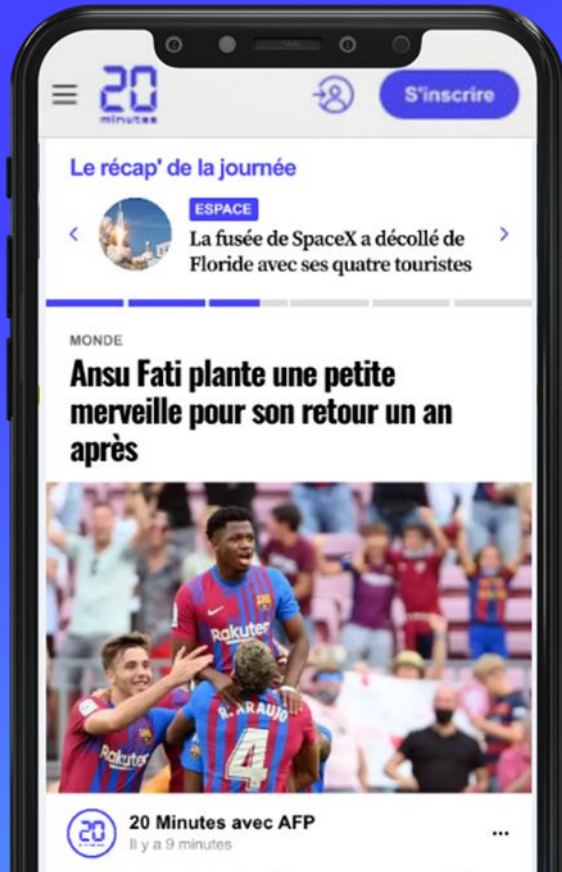 20
minutes
S'inscrire
Le récap' de la journée
ESPACE
La fusée de SpaceX a décollé de
Floride avec ses quatre touristes
MONDE
Ansu Fati plante une petite
merveille pour son retour un an
après
Rakuten
R. ARAUJO
4
Rakuten
20
20 Minutes avec AFP
Il y a 9 minutes